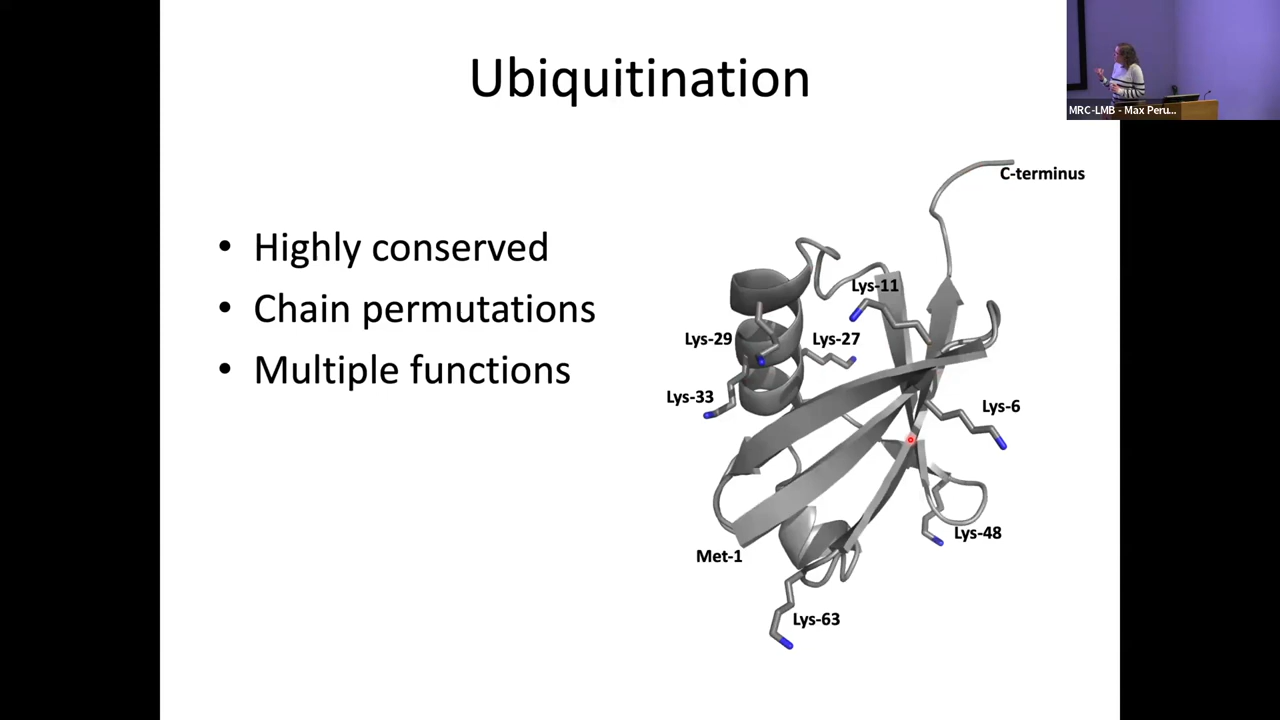 Ubiquitination
MRC-LMB - Max Peru...
C-terminus
• Highly conserved
• Chain permutations
• Multiple functions
Lys-11
Lys-29
Lys-27
Lys-33
Lys-6
Lys-48
Met-1
Lys-63